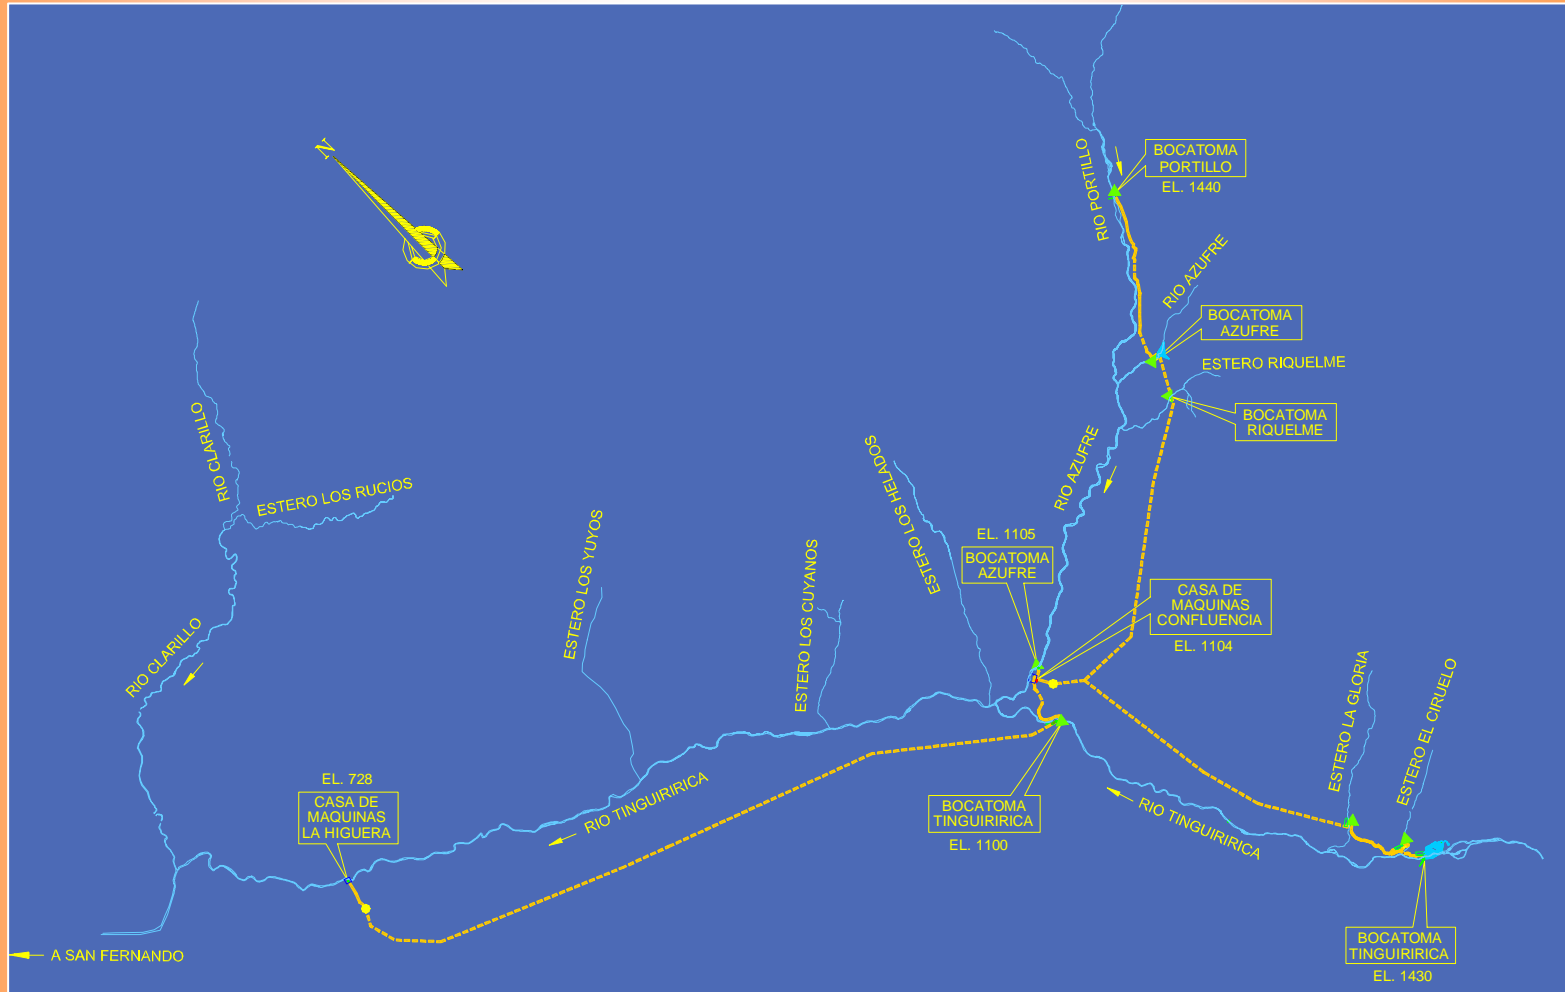 N
RIO PORTILLO
BOCATOMA
PORTILLO
EL. 1440
RIO AZUFRE
BOCATOMA
AZUFRE
ESTERO RIQUELME
BOCATOMA
RIQUELME
RIO CLARILLO
ESTERO LOS RUCIOS
ESTERO LOS HELADOS
RIO AZUFRE
ESTERO LOS YUYOS
ESTERO LOS CUYANOS
EL. 1105
BOCATOMA
AZUFRE
CASA DE
MAQUINAS
CONFLUENCIA
EL. 1104
RIO CLARILLO
ESTERO LA GLORIA
ESTERO EL CIRUELO
EL. 728
CASA DE
MAQUINAS
LA HIGUERA
RIO TINGUIRIRICA
BOCATOMA
TINGUIRIRICA
EL. 1100
RIO TINGUIRIRICA
A SAN FERNANDO
BOCATOMA
TINGUIRIRICA
EL. 1430